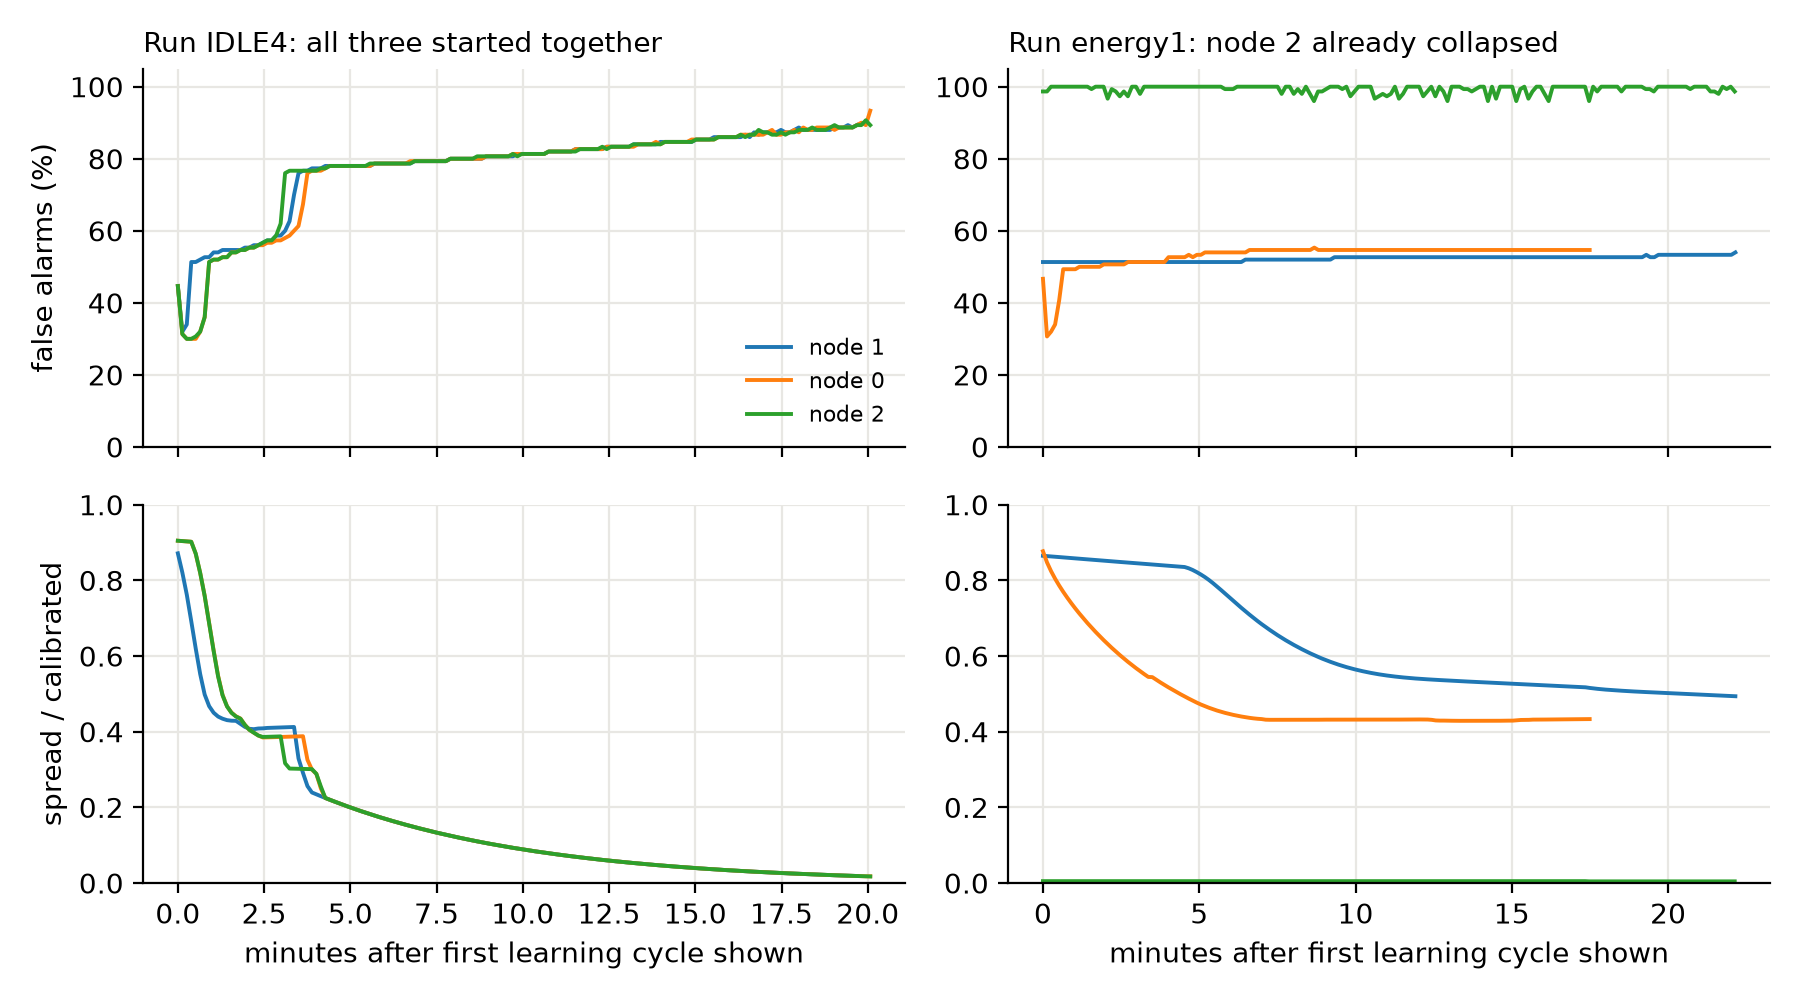 Run IDLE4: all three started together
false alarms (%)
100
80
60
40
20
0
node 1
node 0
node 2
Run energy1: node 2 already collapsed
100
80
60
40
20
0
spread / calibrated
1.0
0.8
0.6
0.4
0.2
0.0
0.0 2.5 5.0 7.5 10.0 12.5 15.0 17.5 20.0
minutes after first learning cycle shown
1.0
0.8
0.6
0.4
0.2
0.0
0 5 10 15 20
minutes after first learning cycle shown